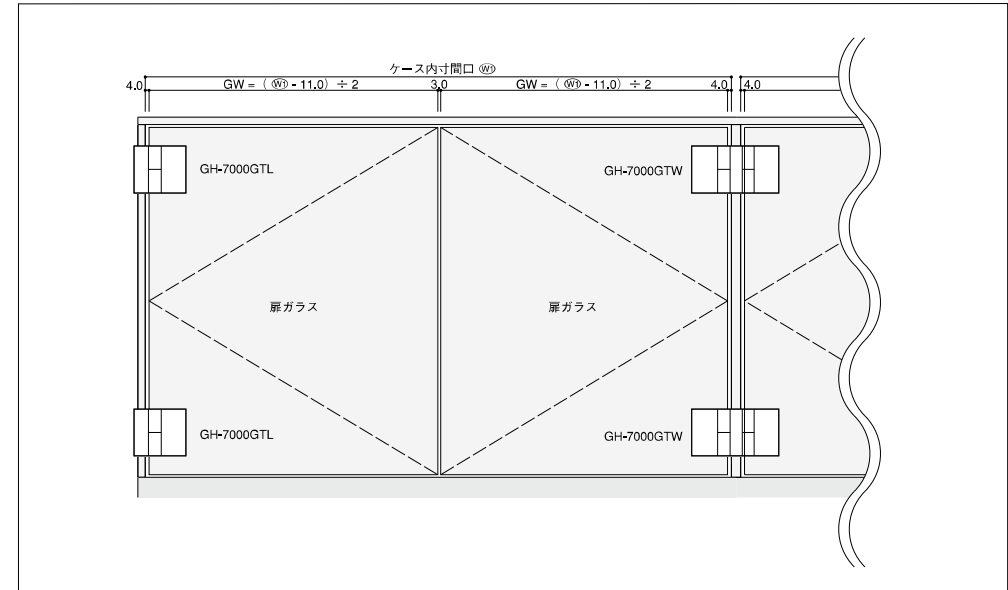 ケース内寸間口 Ⓦ1
4.0 GW = ( Ⓦ1 - 11.0) ÷ 2 3.0 GW = ( Ⓦ1 - 11.0) ÷ 2 4.0 4.0
GH-7000GTL GH-7000GTW
扉ガラス 扉ガラス
GH-7000GTL GH-7000GTW